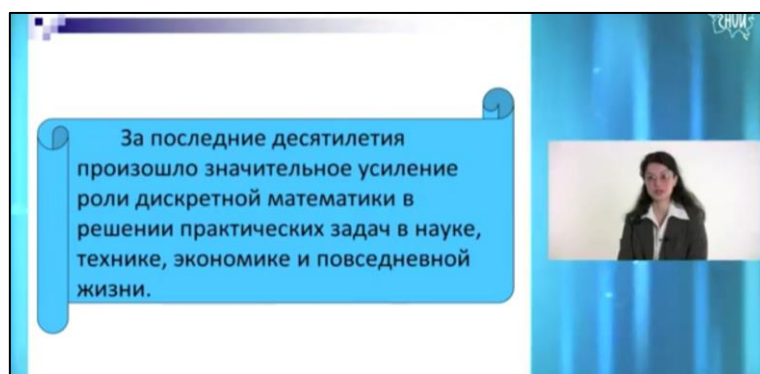 За последние десятилетия
произошло значительное усиление
роли дискретной математики в
решении практических задач в науке,
технике, экономике и повседневной
жизни.